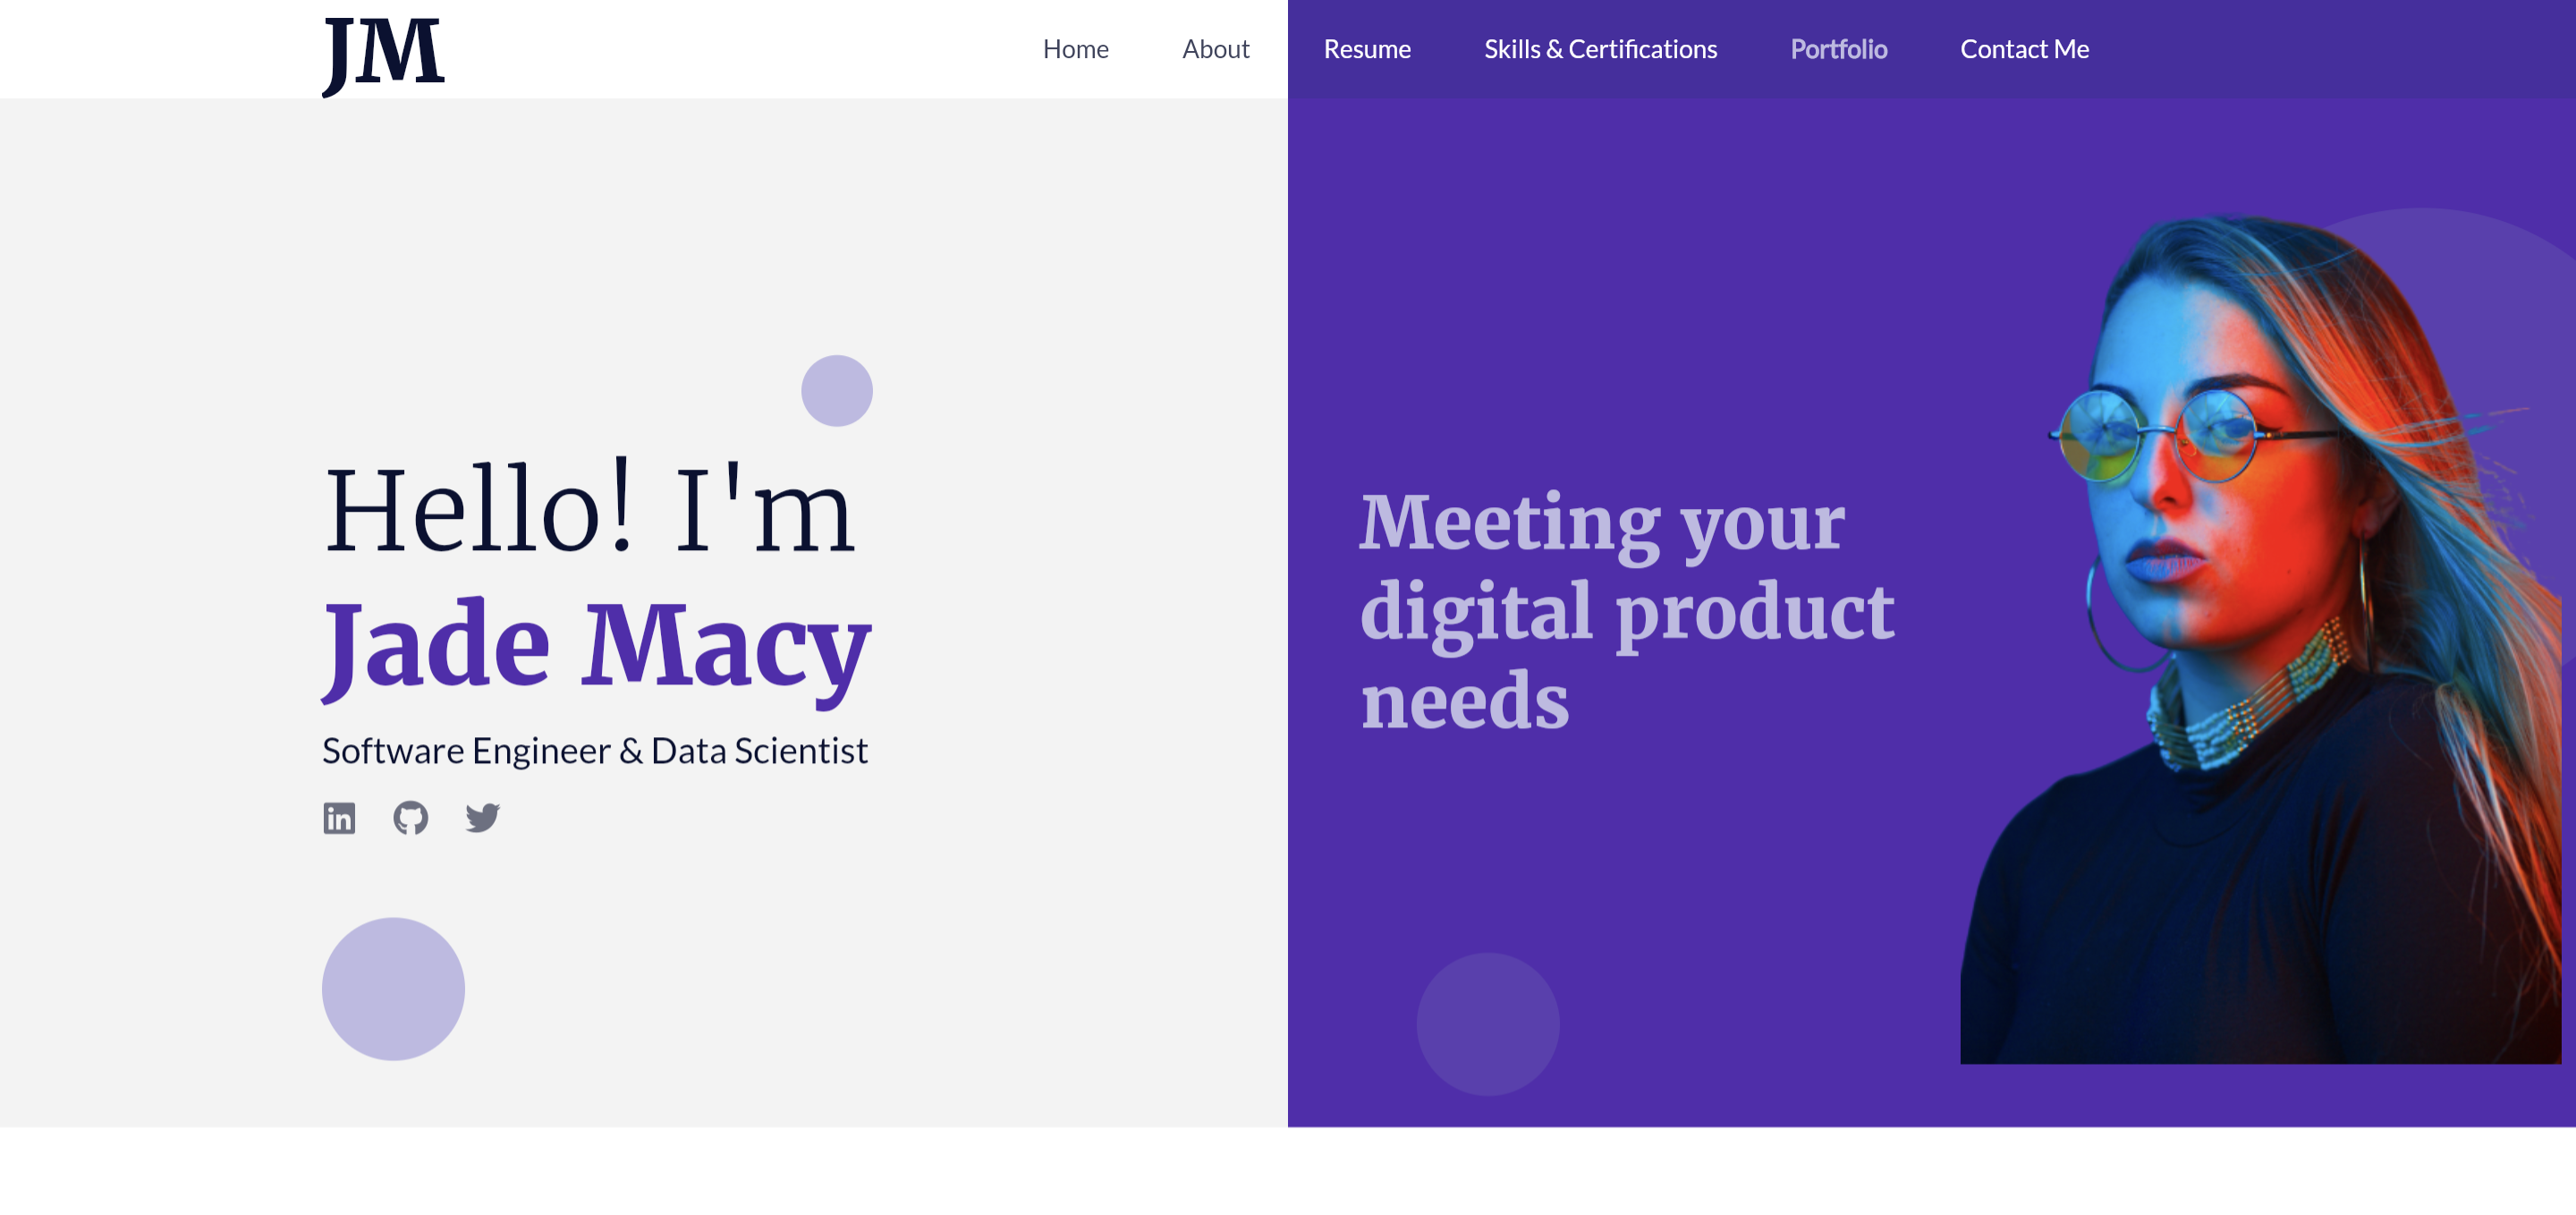 JM
Home About Resume Skills & Certifications Portfolio Contact Me
Hello! I'm
Jade Macy
Software Engineer & Data Scientist
in
Meeting your
digital product
needs